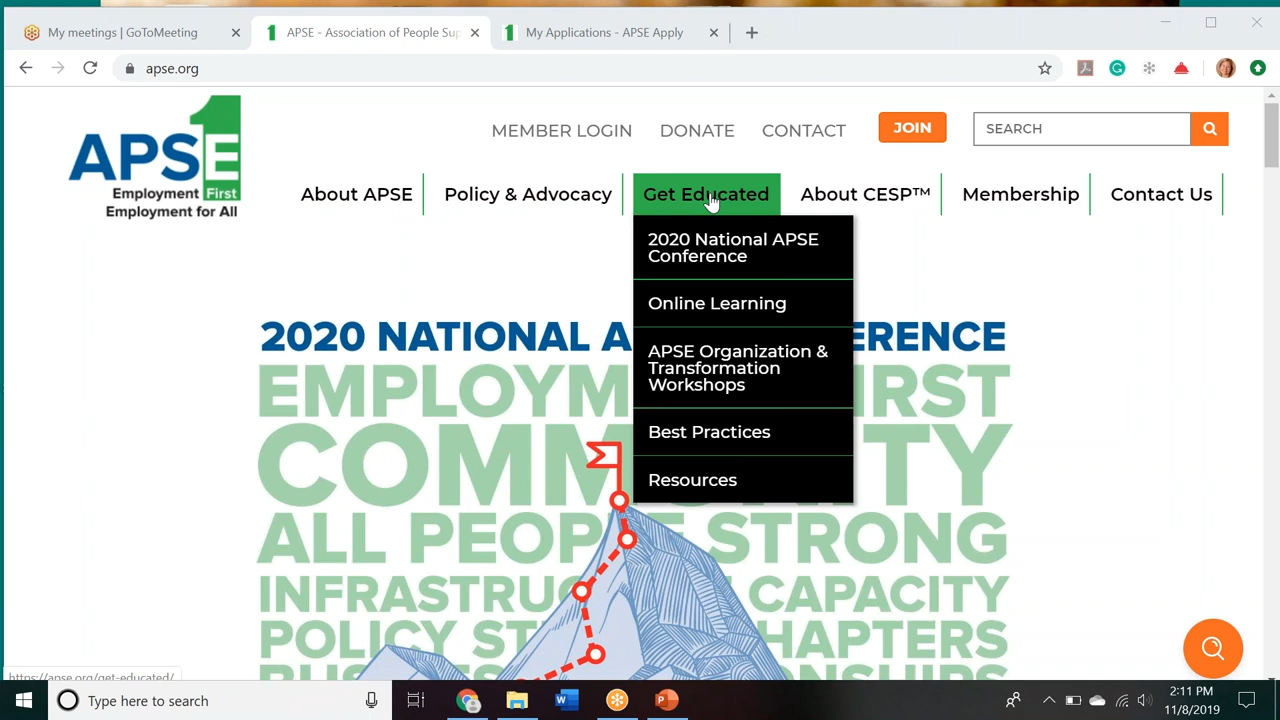 My meetings | GoToMeeting
APSE - Association of People Sup
My Applications - APSE Apply
apse.org
APSE
Employment First
Employment for All
MEMBER LOGIN
DONATE
CONTACT
JOIN
SEARCH
About APSE
Policy & Advocacy
Get Educated
About CESP™
Membership
Contact Us
2020 National APSE
Conference
Online Learning
APSE Organization &
Transformation
Workshops
Best Practices
Resources
2020 NATIONAL A ERENCE
EMPLOYM IRST
COMM TY
ALL PEOP STRONG
INFRASTRUC CAPACITY
POLICY ST HAPTERS
https://apse.org/get-educated/
Type here to search
2:11 PM
11/8/2019